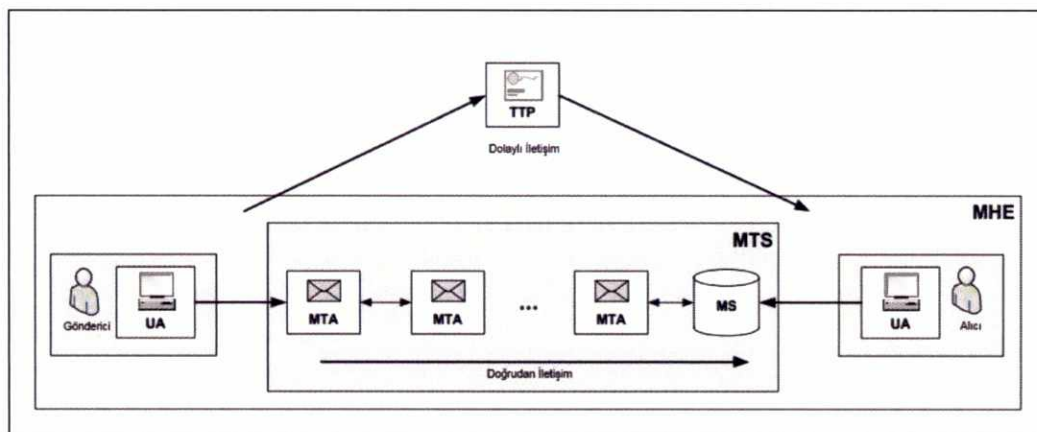 TTP
Dolaylı İletişim
MHE
MTS
Gönderici
UA
MTA
MTA
...
MTA
MS
UA
Alıcı
Doğrudan İletişim